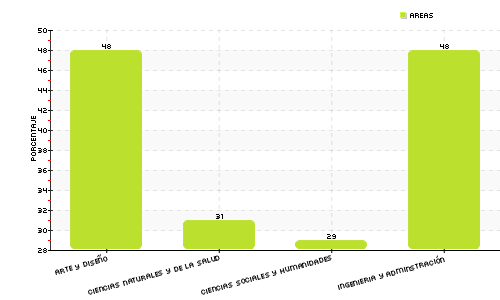 AREAS
50
48
46
44
42
40
38
36
34
32
30
28
PORCENTAJE
48
31
29
48
ARTE Y DISEÑO
CIENCIAS NATURALES Y DE LA SALUD
CIENCIAS SOCIALES Y HUMANIDADES
INGENIERIA Y ADMINSTRACIÓN